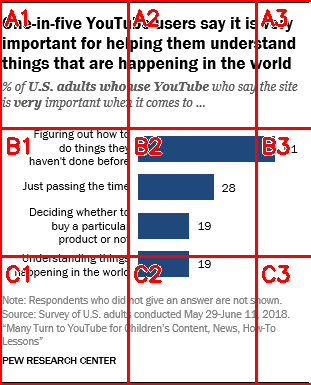 One-in-five YouTube users say it is very
important for helping them understand
things that are happening in the world
% of U.S. adults who use YouTube who say the site
is very important when it comes to ...
Figuring out how to
do things they
haven't done before
Just passing the time
28
Deciding whether to
buy a particular
product or not
19
Understanding things
happening in the world
19
Note: Respondents who did not give an answer are not shown.
Source: Survey of U.S. adults conducted May 29-June 11, 2018.
"Many Turn to YouTube for Children's Content, News, How-To
Lessons"
PEW RESEARCH CENTER
A1
A2
A3
B1
B2
B3
C1
C2
C3